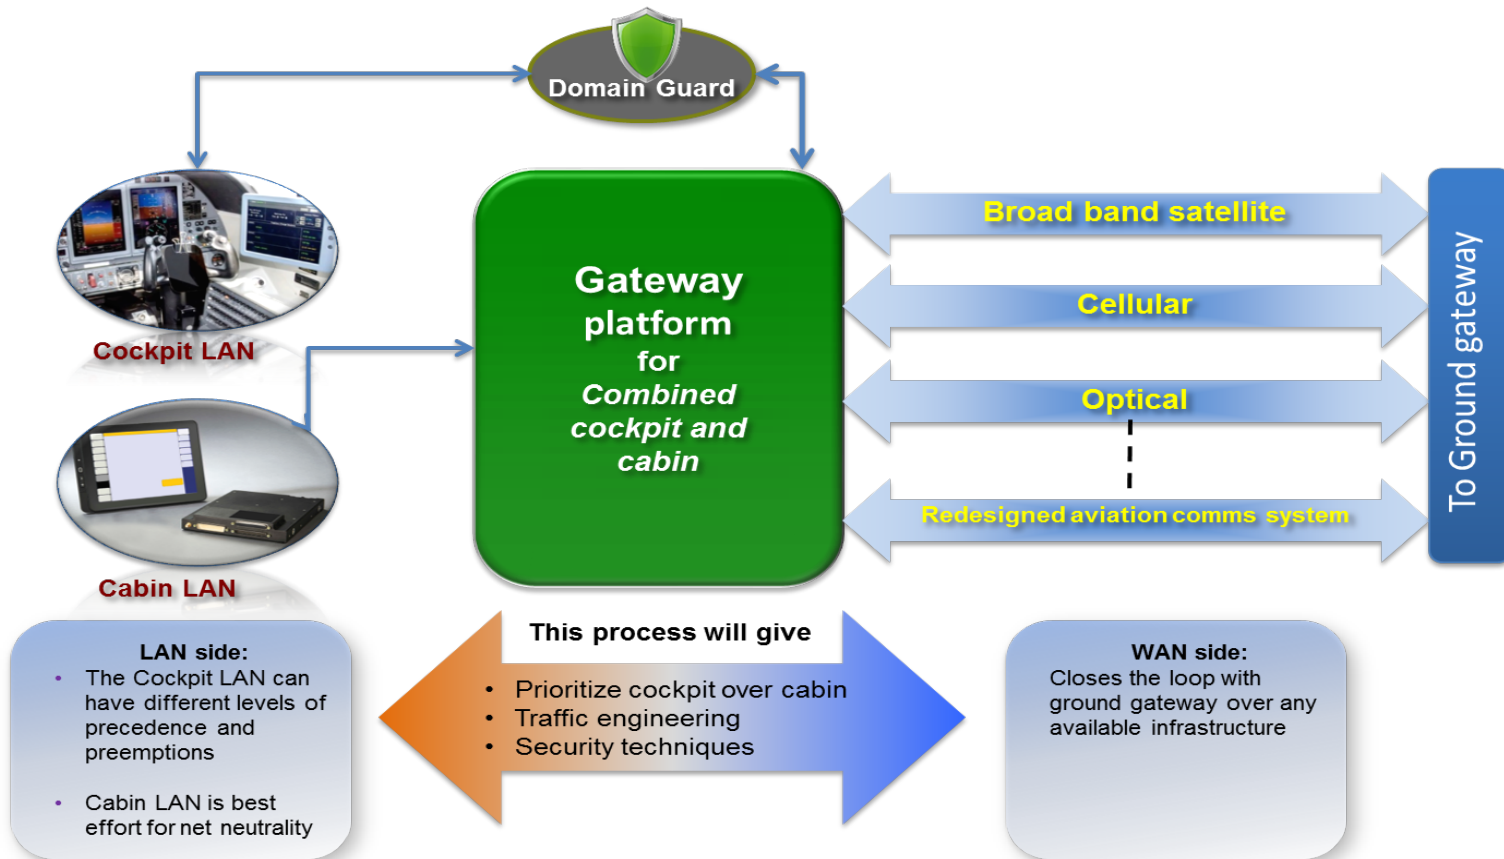 Domain Guard
Cockpit LAN
Cabin LAN
Gateway
platform
for
Combined
cockpit and
cabin
Broad band satellite
Cellular
Optical
Redesigned aviation comms system
To Ground gateway
LAN side:
• The Cockpit LAN can
have different levels of
precedence and
preemptions
• Cabin LAN is best
effort for net neutrality
This process will give
• Prioritize cockpit over cabin
• Traffic engineering
• Security techniques
WAN side:
Closes the loop with
ground gateway over any
available infrastructure